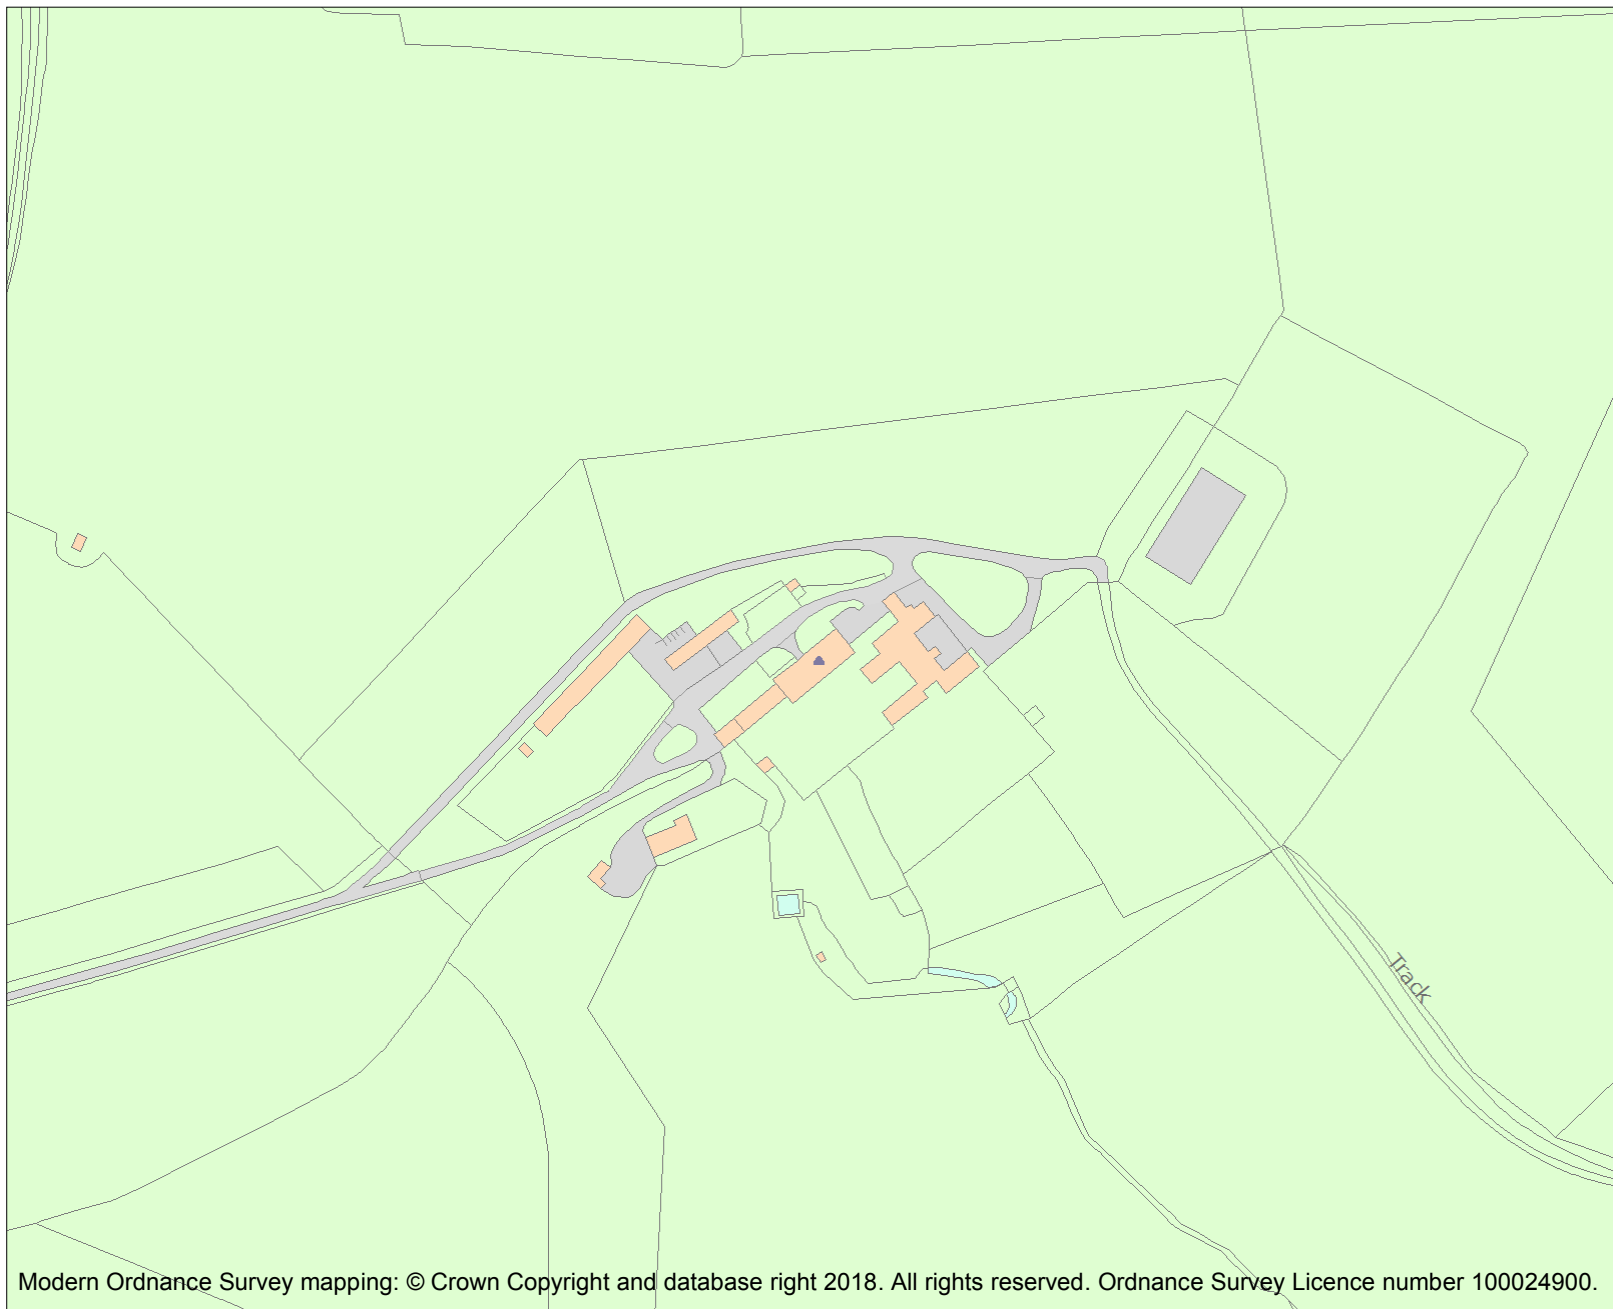 Track
Modern Ordnance Survey mapping: © Crown Copyright and database right 2018. All rights reserved. Ordnance Survey Licence number 100024900.